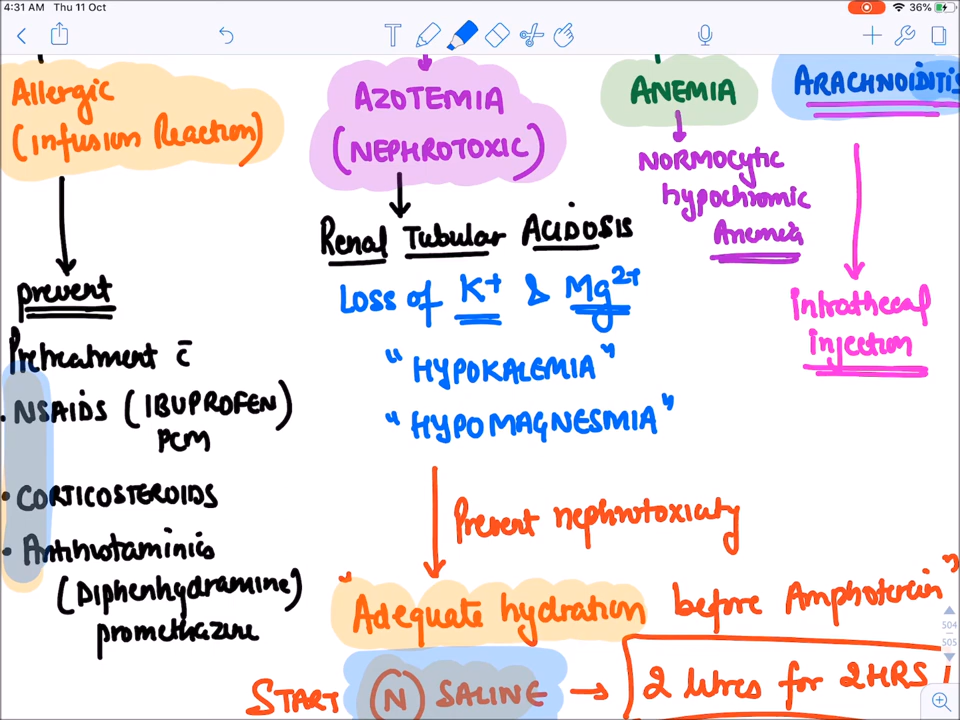 4:31 AM Thu 11 Oct
36%
Allergic
(Infusion Reaction)
prevent
Pretreatment c̄
. NSAIDS (IBUPROFEN)
PCM
• CORTICOSTEROIDS
• Antihistaminics
(Diphenhydramine)
promethazine
AZOTEMIA
(NEPHROTOXIC)
Renal Tubular ACIDOSIS
Loss of K+ & Mg2+
"HYPOKALEMIA"
"HYPOMAGNESMIA"
Prevent nephrotoxicity
"Adequate hydration before Amphotericin"
START N SALINE → 2 litres for 2HRS
ANEMIA
NORMOCYTIC
hypochromic
Anemia
ARACHNOIDITIS
Intrathecal
injection
504
505